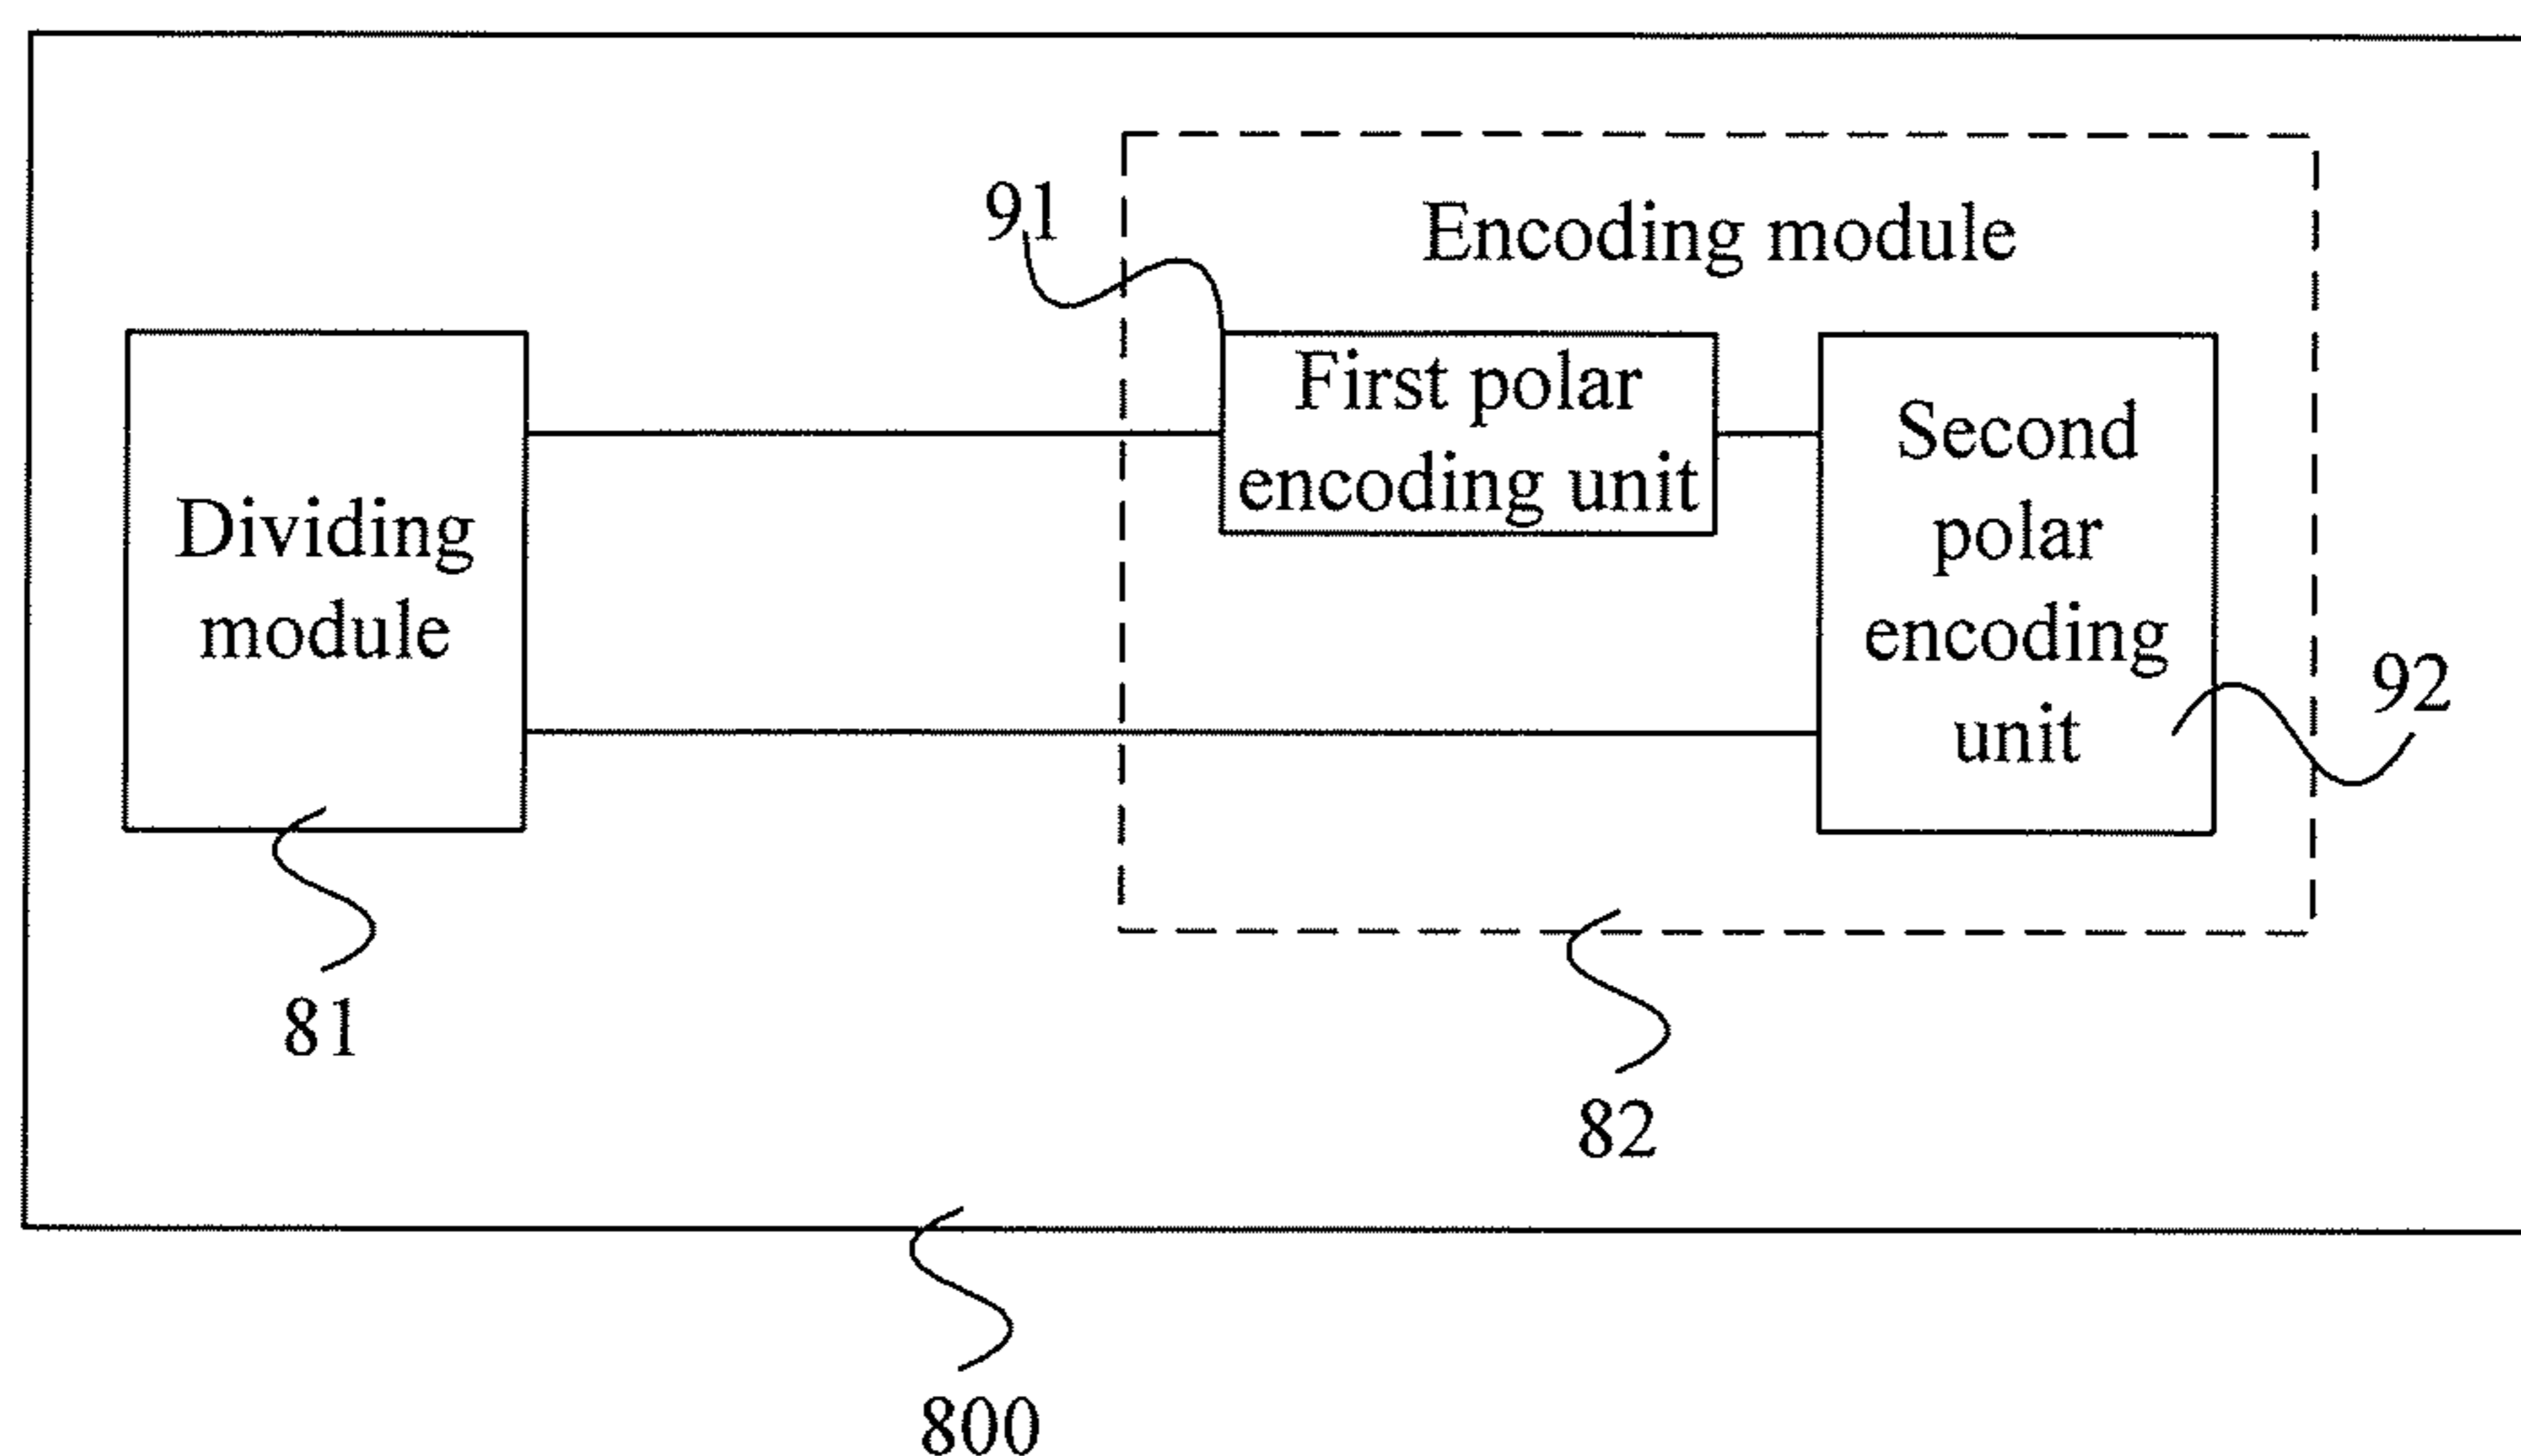 91
Encoding module
First polar
encoding unit
Second
polar
encoding
unit
Dividing
module
92
81
82
800